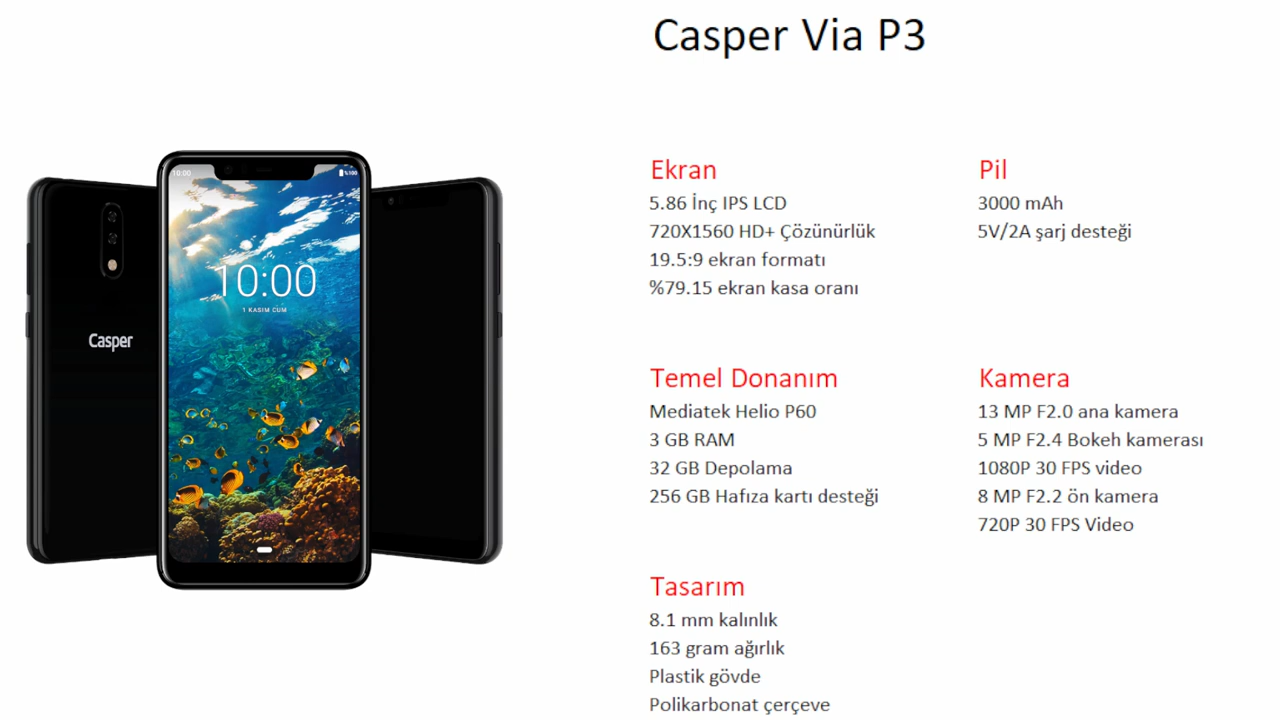 Casper Via P3
Ekran
5.86 İnç IPS LCD
720X1560 HD+ Çözünürlük
19.5:9 ekran formatı
%79.15 ekran kasa oranı
Pil
3000 mAh
5V/2A şarj desteği
Temel Donanım
Mediatek Helio P60
3 GB RAM
32 GB Depolama
256 GB Hafıza kartı desteği
Kamera
13 MP F2.0 ana kamera
5 MP F2.4 Bokeh kamerası
1080P 30 FPS video
8 MP F2.2 ön kamera
720P 30 FPS Video
Tasarım
8.1 mm kalınlık
163 gram ağırlık
Plastik gövde
Polikarbonat çerçeve
Casper
10:00
%100
10:00
1 KASIM CUM